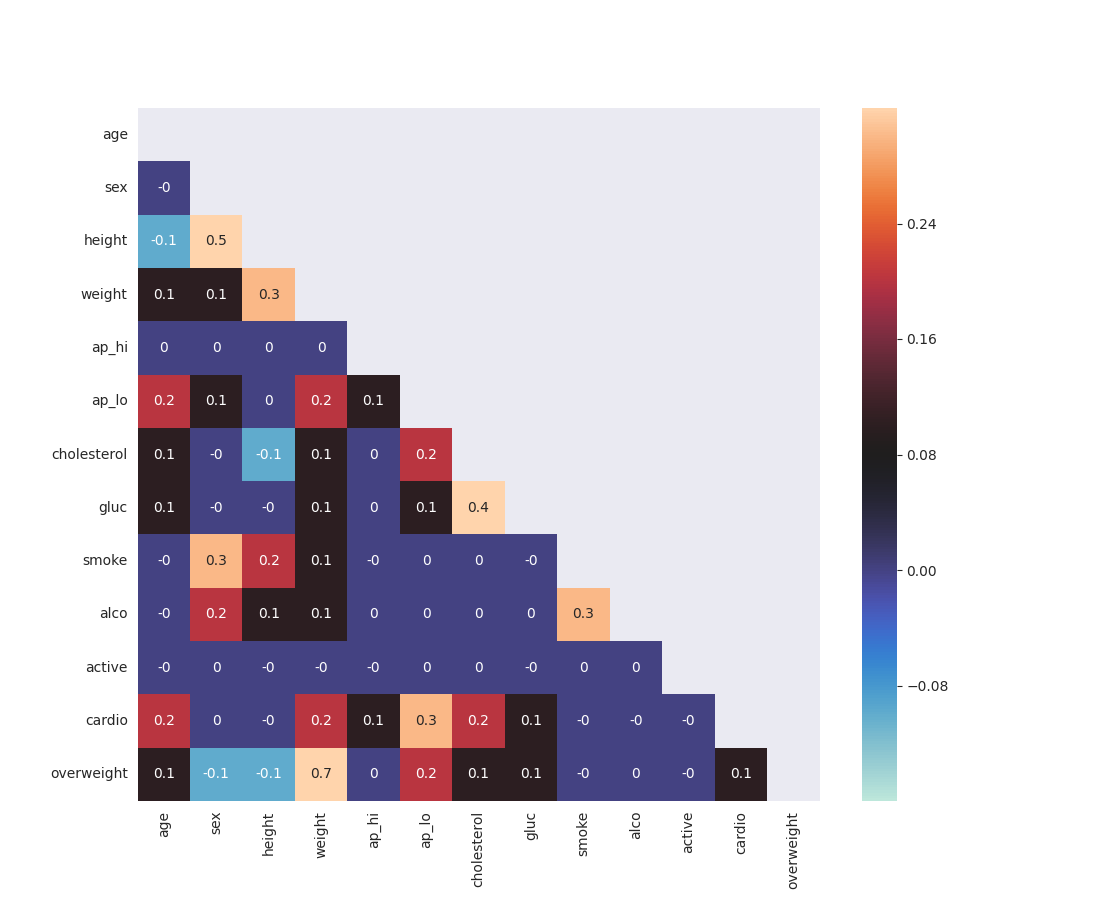 age
sex -0
height -0.1 0.5
weight 0.1 0.1 0.3
ap_hi 0 0 0 0
ap_lo 0.2 0.1 0 0.2 0.1
cholesterol 0.1 -0 -0.1 0.1 0 0.2
gluc 0.1 -0 -0 0.1 0 0.1 0.4
smoke -0 0.3 0.2 0.1 -0 0 0 -0
alco -0 0.2 0.1 0.1 0 0 0 0 0.3
active -0 0 -0 -0 -0 0 0 -0 0 0
cardio 0.2 0 -0 0.2 0.1 0.3 0.2 0.1 -0 -0 -0
overweight 0.1 -0.1 -0.1 0.7 0 0.2 0.1 0.1 -0 0 -0 0.1
age sex height weight ap_hi ap_lo cholesterol gluc smoke alco active cardio overweight
0.24
0.16
0.08
0.00
−0.08